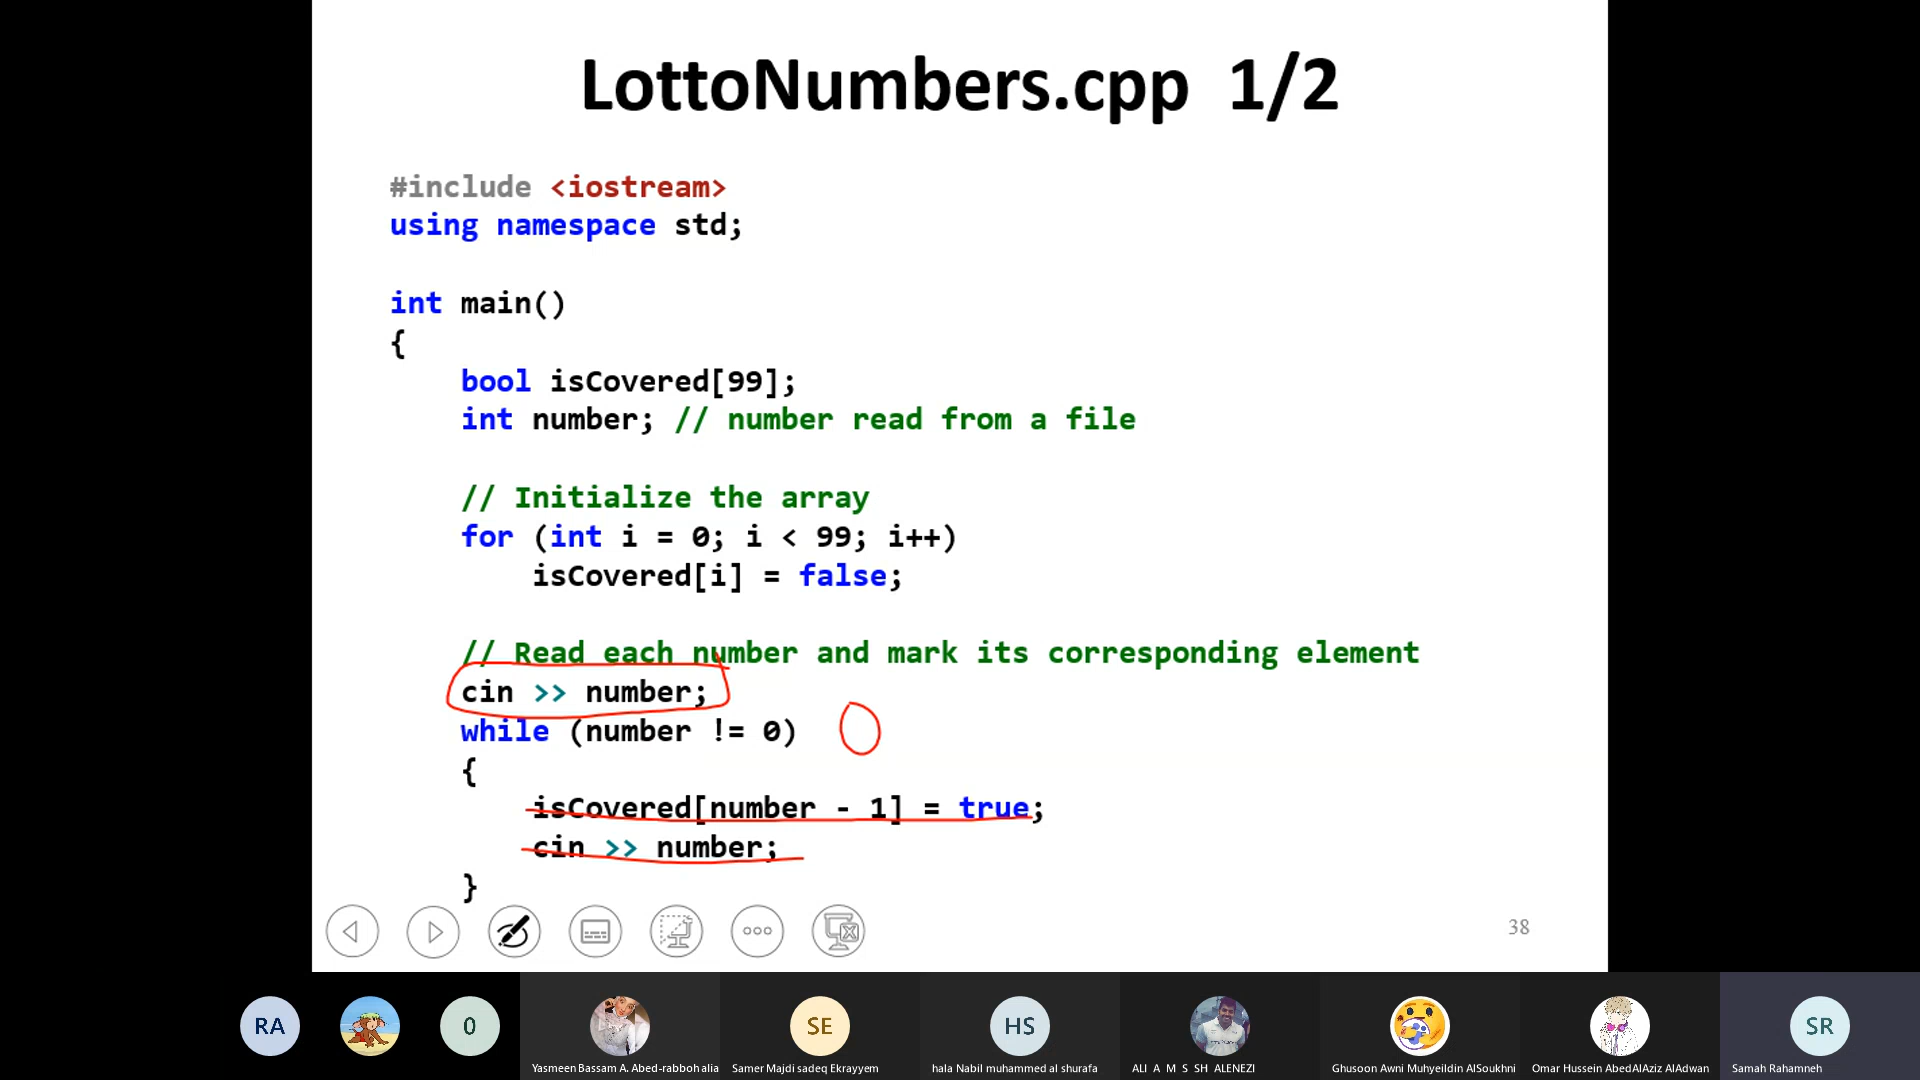 LottoNumbers.cpp 1/2
#include <iostream>
using namespace std;
int main()
{
bool isCovered[99];
int number; // number read from a file
// Initialize the array
for (int i = 0; i < 99; i++)
isCovered[i] = false;
// Read each number and mark its corresponding element
cin >> number;
while (number != 0)
{
isCovered[number - 1] = true;
cin >> number;
}
38
RA
0
SE
HS
SR
Yasmeen Bassam A. Abed-rabboh alia
Samer Majdi sadeq Ekrayyem
hala Nabil muhammed al shurafa
ALI A M S SH ALENEZI
Ghusoon Awni Muhyeildin AlSoukhni
Omar Hussein AbedAlAziz AlAdwan
Samah Rahamneh